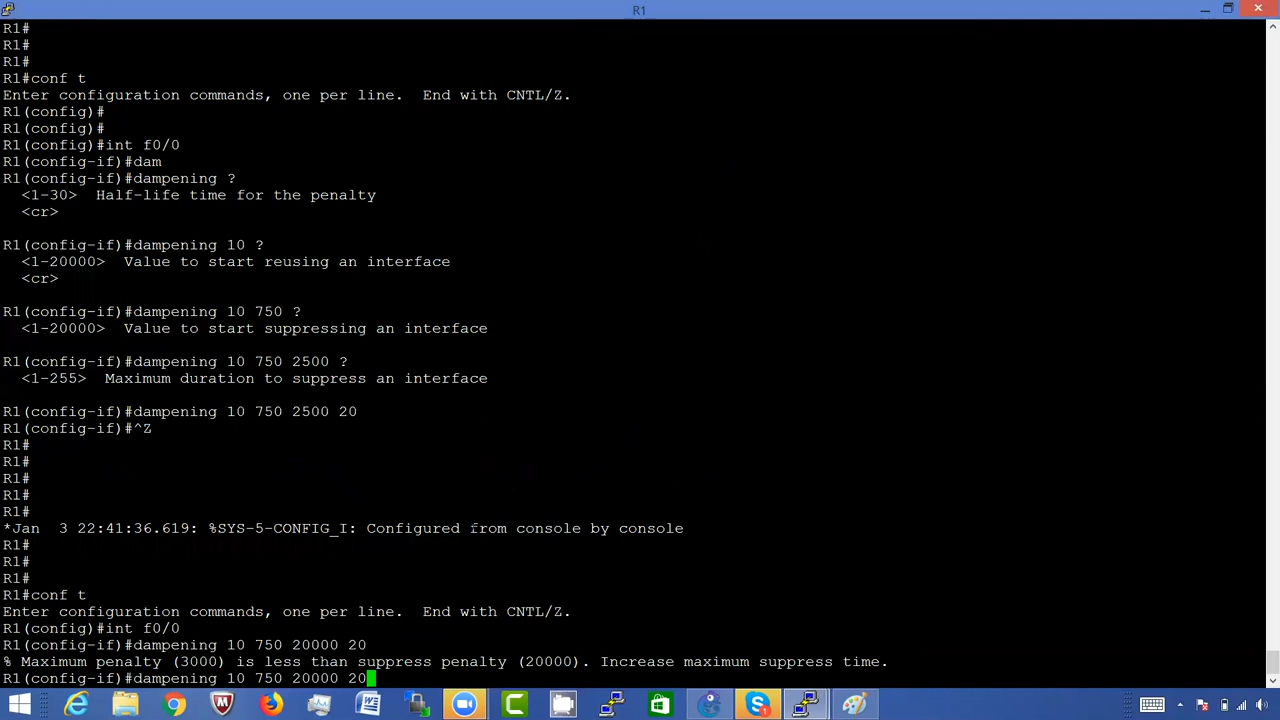 R1
R1#
R1#
R1#
R1#conf t
Enter configuration commands, one per line.  End with CNTL/Z.
R1(config)#
R1(config)#
R1(config)#int f0/0
R1(config-if)#dam
R1(config-if)#dampening ?
  <1-30>  Half-life time for the penalty
  <cr>
R1(config-if)#dampening 10 ?
  <1-20000>  Value to start reusing an interface
  <cr>
R1(config-if)#dampening 10 750 ?
  <1-20000>  Value to start suppressing an interface
R1(config-if)#dampening 10 750 2500 ?
  <1-255>  Maximum duration to suppress an interface
R1(config-if)#dampening 10 750 2500 20
R1(config-if)#^Z
R1#
R1#
R1#
R1#
R1#
*Jan  3 22:41:36.619: %SYS-5-CONFIG_I: Configured from console by console
R1#
R1#
R1#
R1#conf t
Enter configuration commands, one per line.  End with CNTL/Z.
R1(config)#int f0/0
R1(config-if)#dampening 10 750 20000 20
% Maximum penalty (3000) is less than suppress penalty (20000). Increase maximum suppress time.
R1(config-if)#dampening 10 750 20000 20